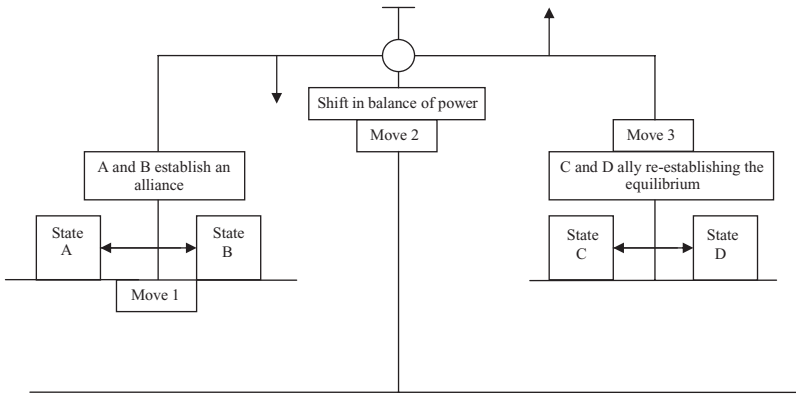 Shift in balance of power
Move 2
Move 3
A and B establish an
alliance
C and D ally re-establishing the
equilibrium
State
A
State
B
State
C
State
D
Move 1